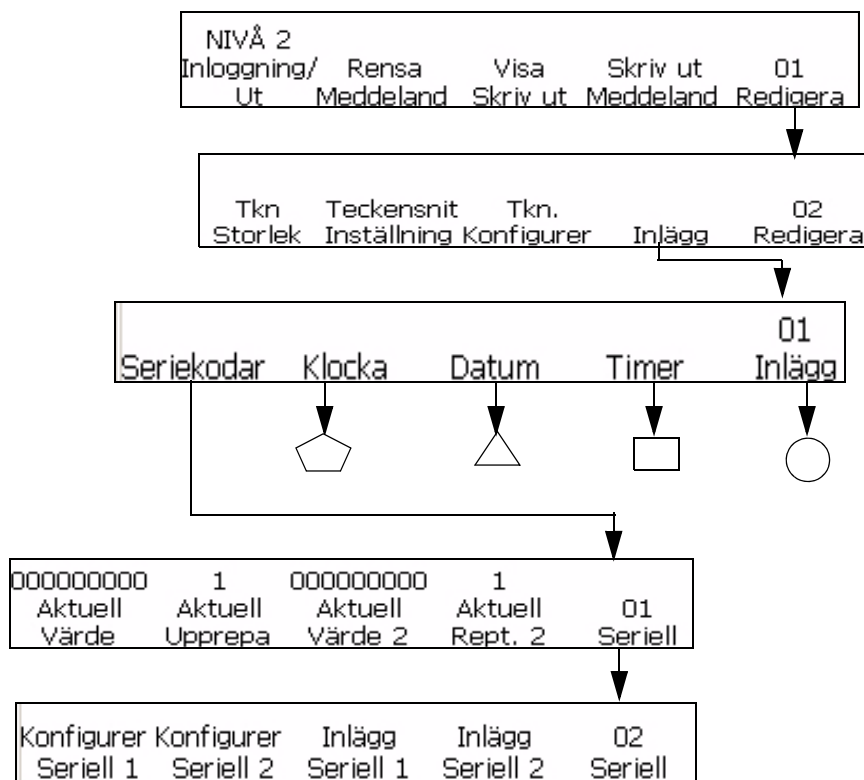 NIVÅ 2
Inloggning/ Rensa Visa Skriv ut 01
Ut Meddeland Skriv ut Meddeland Redigera
Tkn Teckensnit Tkn. 02
Storlek Inställning Konfigurer Inlägg Redigera
01
Seriekodar Klocka Datum Timer Inlägg
000000000 1 000000000 1
Aktuell Aktuell Aktuell Aktuell 01
Värde Upprepa Värde 2 Rept. 2 Seriell
Konfigurer Konfigurer Inlägg Inlägg 02
Seriell 1 Seriell 2 Seriell 1 Seriell 2 Seriell